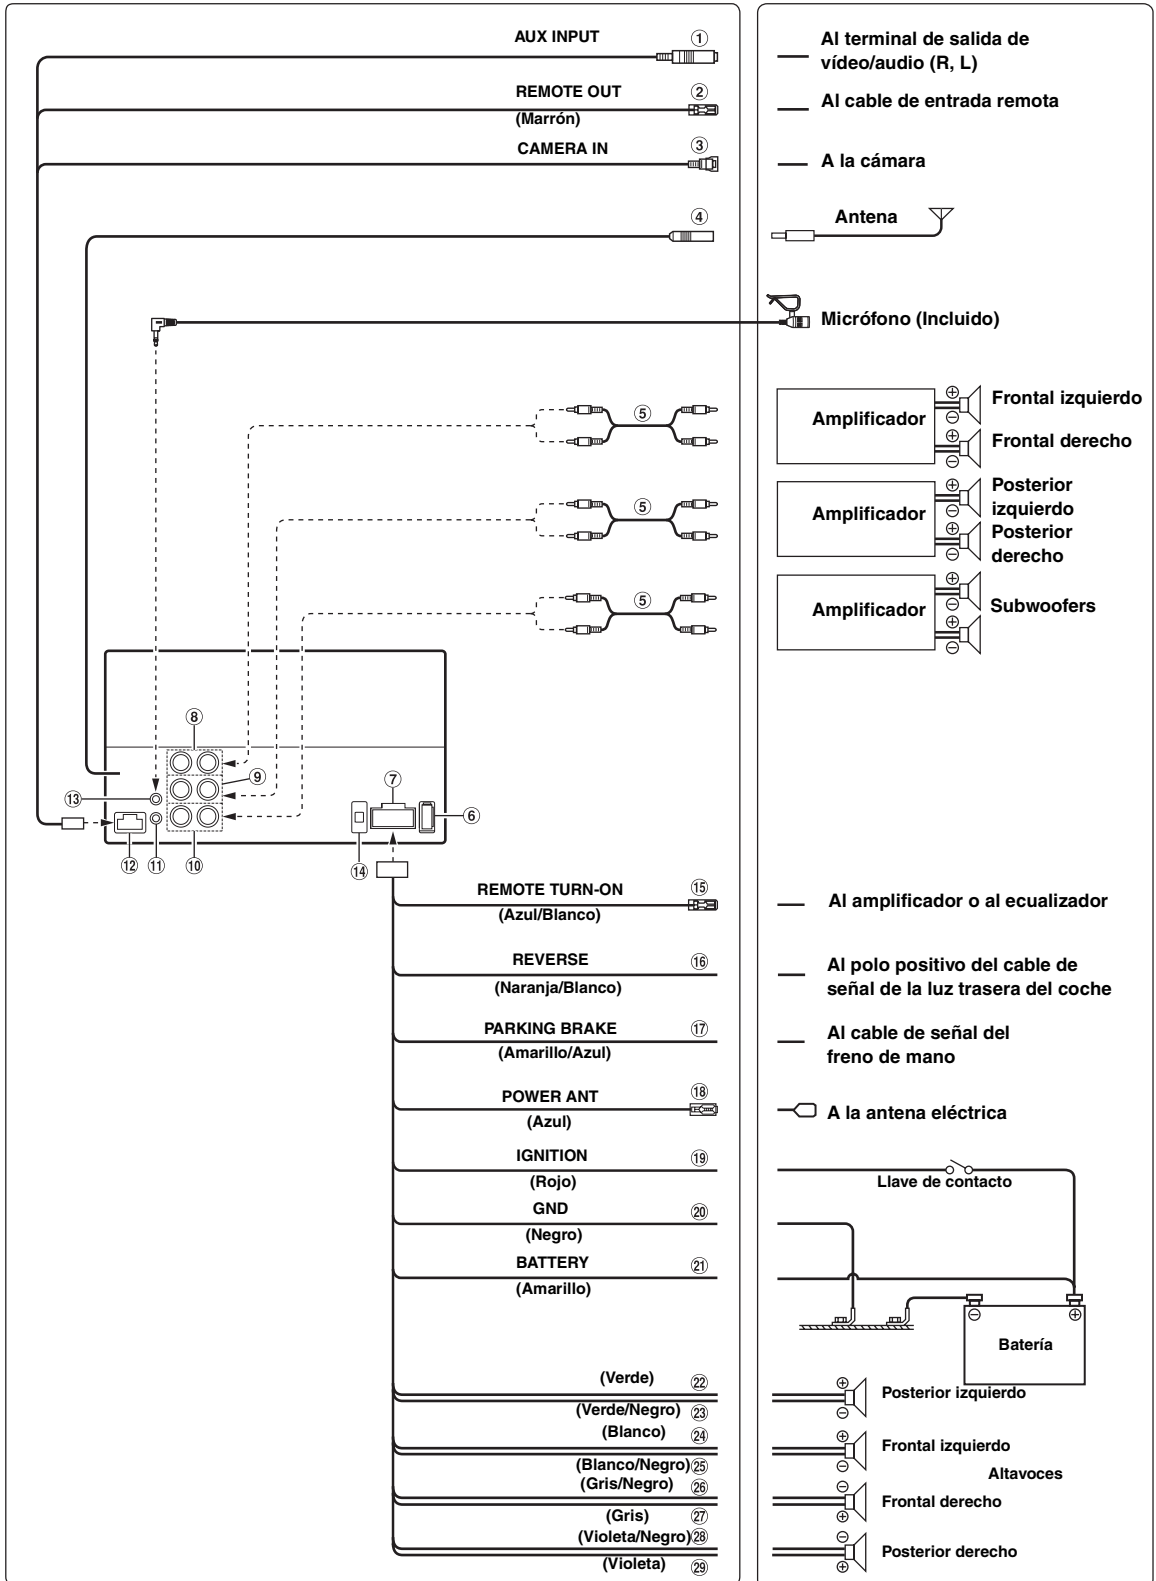 AUX INPUT ①
Al terminal de salida de
vídeo/audio (R, L)
REMOTE OUT ②
(Marrón)
Al cable de entrada remota
CAMERA IN ③
A la cámara
④
Antena
Micrófono (Incluido)
⑤
Amplificador
⊕
⊖
Frontal izquierdo
⊕
⊖
Frontal derecho
⑤
Amplificador
⊕
⊖
Posterior
izquierdo
⊕
⊖
Posterior
derecho
⑤
Amplificador
⊕
⊖
Subwoofers
⊕
⊖
⑧
⑨
⑦
⑬
⑥
⑫ ⑪ ⑩
⑭
REMOTE TURN-ON ⑮
(Azul/Blanco)
Al amplificador o al ecualizador
REVERSE ⑯
(Naranja/Blanco)
Al polo positivo del cable de
señal de la luz trasera del coche
PARKING BRAKE ⑰
(Amarillo/Azul)
Al cable de señal del
freno de mano
POWER ANT ⑱
(Azul)
A la antena eléctrica
IGNITION ⑲
(Rojo)
Llave de contacto
GND ⑳
(Negro)
BATTERY ㉑
(Amarillo)
⊖ ⊕
Batería
(Verde) ㉒
(Verde/Negro) ㉓
⊕
⊖
Posterior izquierdo
(Blanco) ㉔
(Blanco/Negro) ㉕
⊕
⊖
Frontal izquierdo
Altavoces
(Gris/Negro) ㉖
(Gris) ㉗
⊖
⊕
Frontal derecho
(Violeta/Negro) ㉘
(Violeta) ㉙
⊖
⊕
Posterior derecho